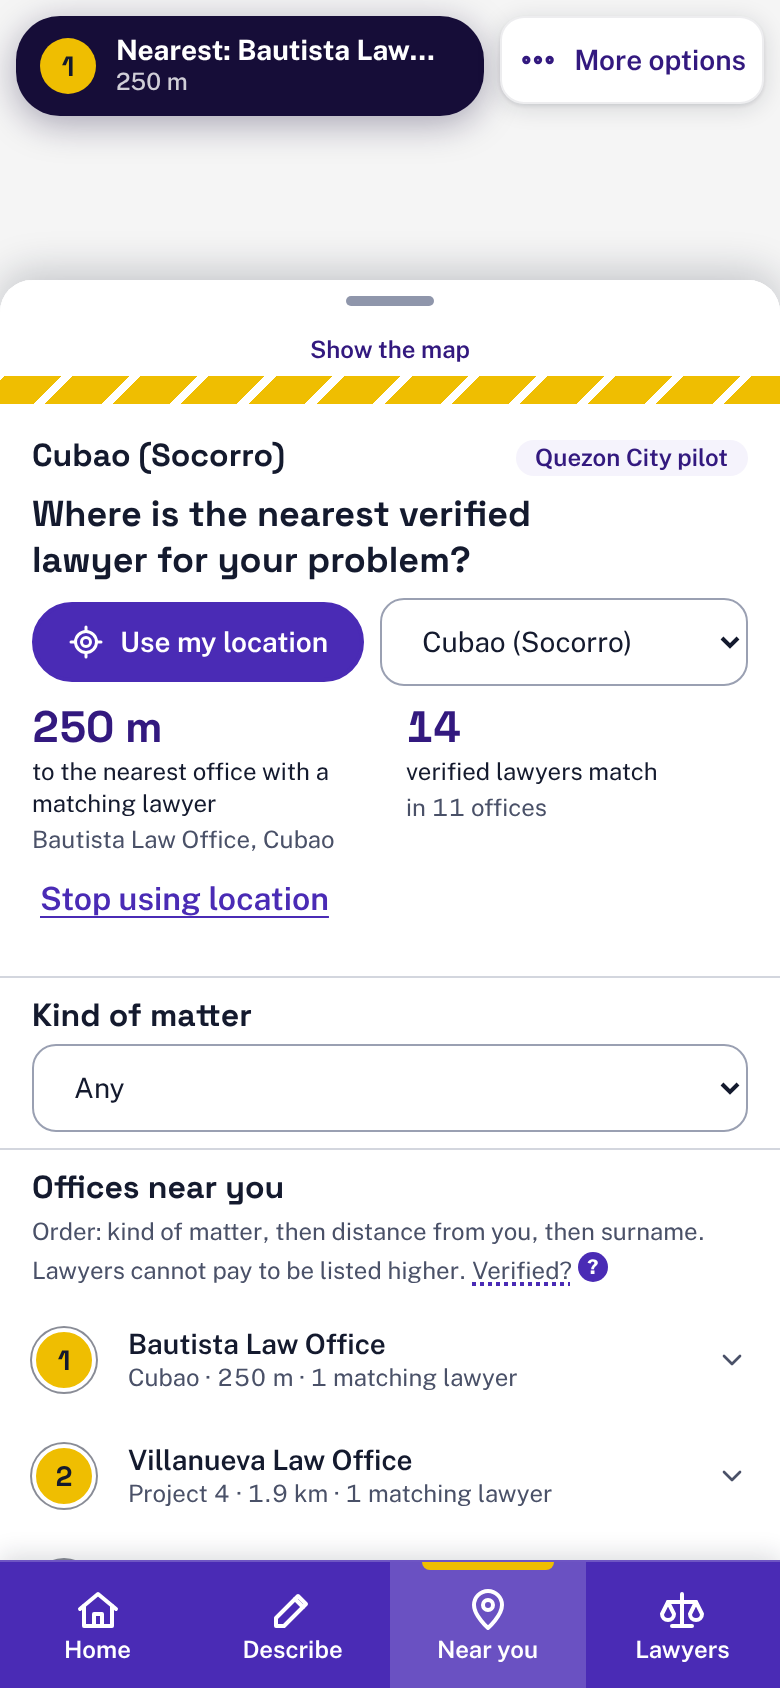 1
Nearest: Bautista Law...
250 m
More options
Show the map
Cubao (Socorro)
Quezon City pilot
Where is the nearest verified
lawyer for your problem?
Use my location
Cubao (Socorro)
250 m
to the nearest office with a
matching lawyer
Bautista Law Office, Cubao
14
verified lawyers match
in 11 offices
Stop using location
Kind of matter
Any
Offices near you
Order: kind of matter, then distance from you, then surname.
Lawyers cannot pay to be listed higher. Verified? ?
1
Bautista Law Office
Cubao · 250 m · 1 matching lawyer
2
Villanueva Law Office
Project 4 · 1.9 km · 1 matching lawyer
Home
Describe
Near you
Lawyers